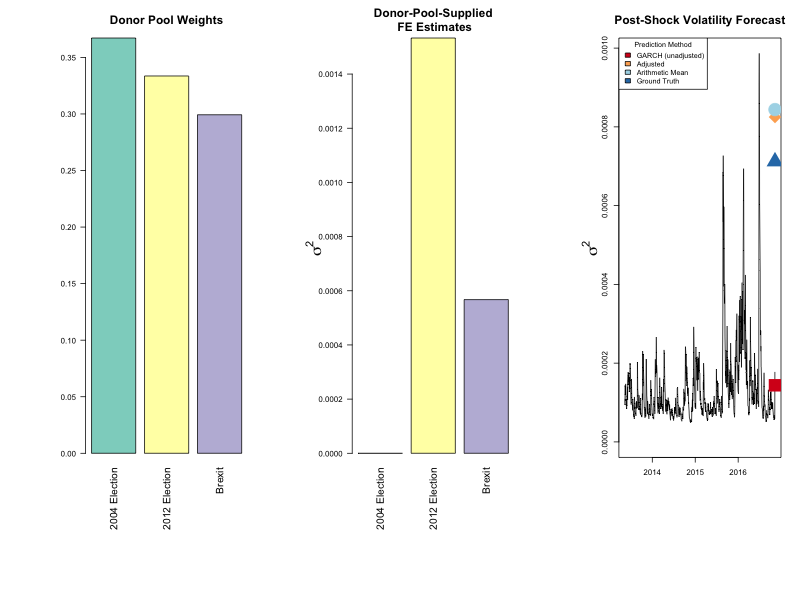 Donor Pool Weights
0.35
0.30
0.25
0.20
0.15
0.10
0.05
0.00
2004 Election
2012 Election
Brexit
Donor-Pool-Supplied
FE Estimates
σ²
0.0014
0.0012
0.0010
0.0008
0.0006
0.0004
0.0002
0.0000
2004 Election
2012 Election
Brexit
Post-Shock Volatility Forecast
σ²
0.0010
0.0008
0.0006
0.0004
0.0002
0.0000
Prediction Method
GARCH (unadjusted)
Adjusted
Arithmetic Mean
Ground Truth
2014
2015
2016